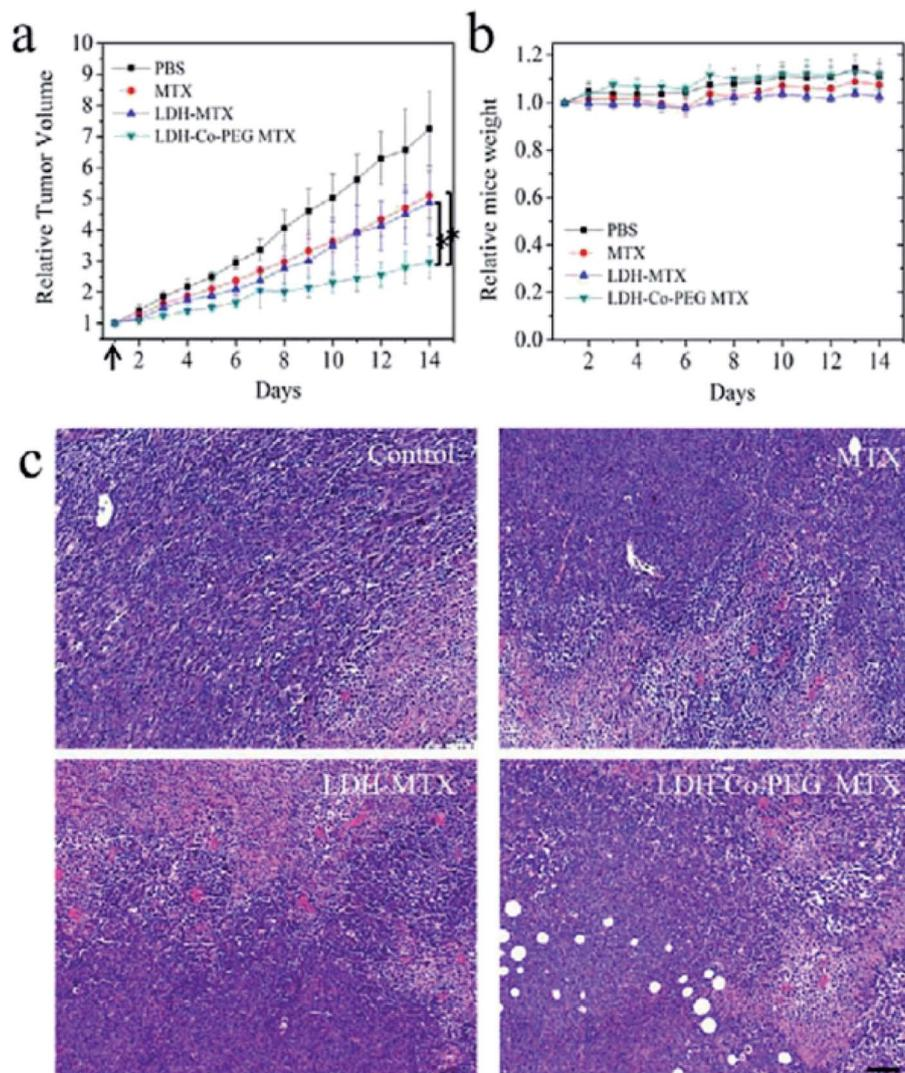 a
Relative Tumor Volume
10
9
8
7
6
5
4
3
2
1
PBS
MTX
LDH-MTX
LDH-Co-PEG MTX
*
*
2 4 6 8 10 12 14
Days
b
Relative mice weight
1.2
1.0
0.8
0.6
0.4
0.2
0.0
PBS
MTX
LDH-MTX
LDH-Co-PEG MTX
2 4 6 8 10 12 14
Days
c
Control
MTX
LDH-MTX
LDH-Co-PEG MTX